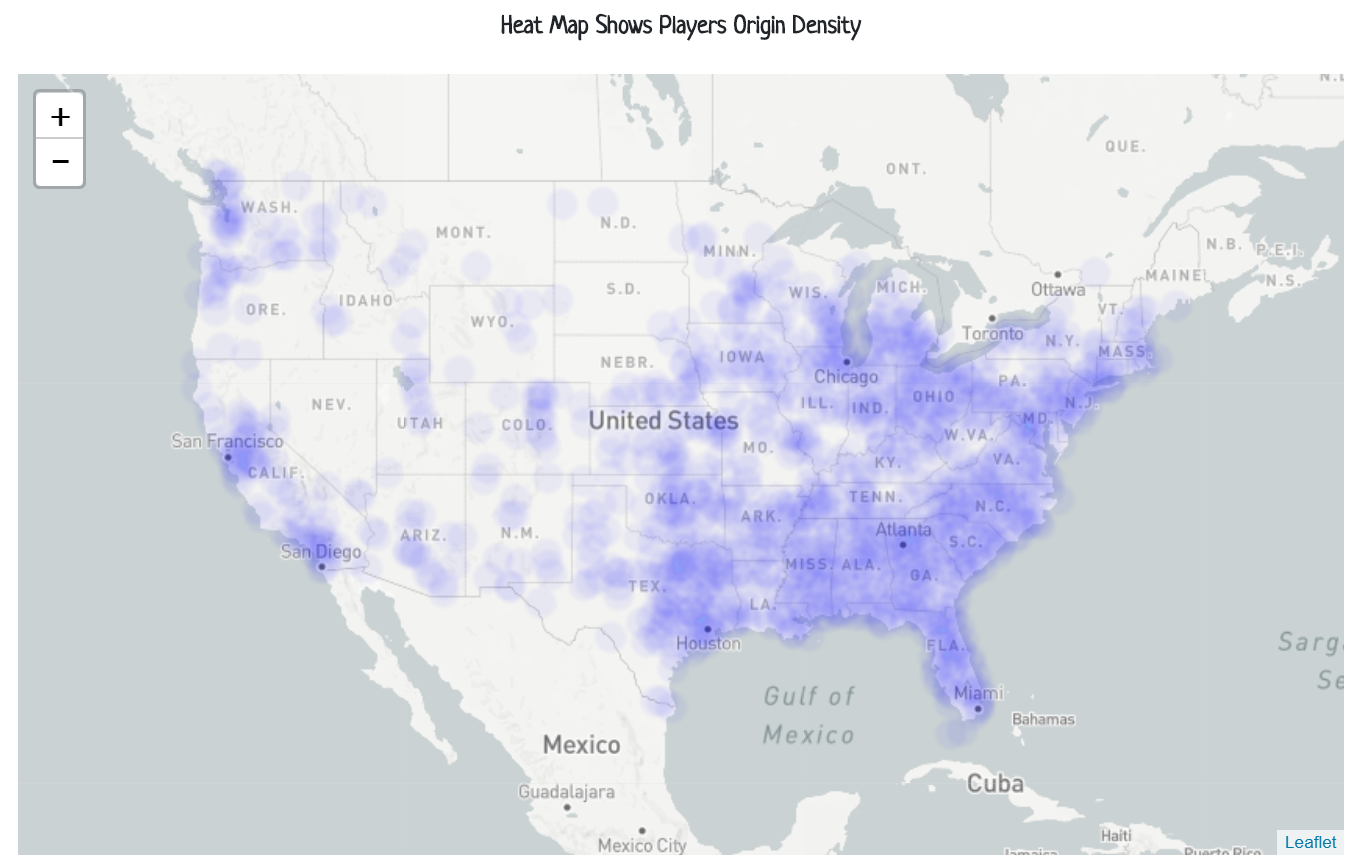 Heat Map Shows Players Origin Density
+
−
QUE.
ONT.
WASH.
N.D.
MONT.
MINN.
N.B.
P.E.I.
MAINE
N.S.
S.D.
WIS.
MICH.
Ottawa
VT.
ORE.
IDAHO
WYO.
Toronto
N.Y.
MASS.
IOWA
NEBR.
Chicago
PA.
NEV.
UTAH
COLO.
United States
ILL.
IND.
OHIO
N.J.
MD.
San Francisco
CALIF.
MO.
W.VA.
KY.
VA.
OKLA.
TENN.
N.C.
ARK.
ARIZ.
N.M.
Atlanta
S.C.
San Diego
MISS.
ALA.
GA.
TEX.
LA.
Houston
FLA.
Sarg
Se
Gulf of
Mexico
Miami
Bahamas
Mexico
Cuba
Guadalajara
Mexico City
Haiti
Jamaica
Puerto Rico
Leaflet